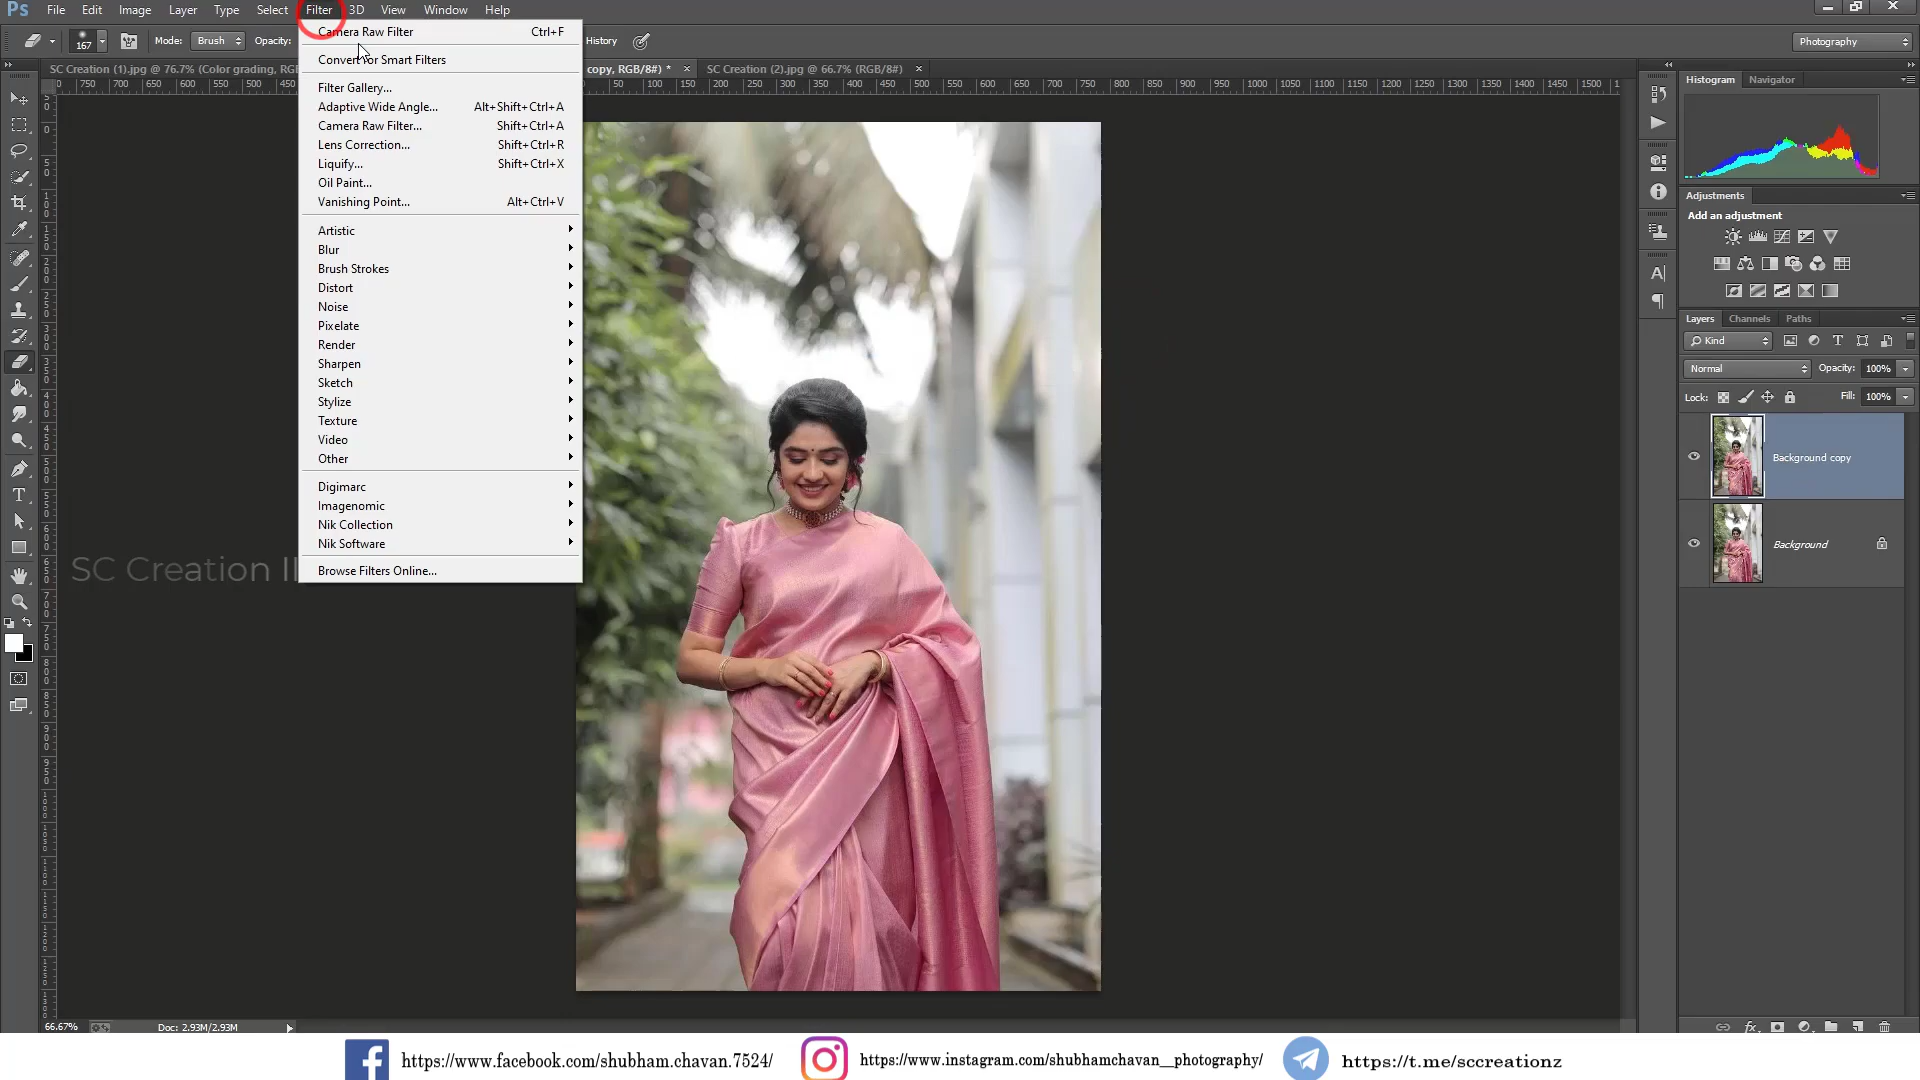 Ps File Edit Image Layer Type Select Filter 3D View Window Help
167 Mode: Brush Opacity: History Photography
SC Creation (1).jpg @ 76.7% (Color grading, RG copy, RGB/8#) * × SC Creation (2).jpg @ 66.7% (RGB/8#) ×
Camera Raw Filter Ctrl+F
Convert for Smart Filters
Filter Gallery...
Adaptive Wide Angle... Alt+Shift+Ctrl+A
Camera Raw Filter... Shift+Ctrl+A
Lens Correction... Shift+Ctrl+R
Liquify... Shift+Ctrl+X
Oil Paint...
Vanishing Point... Alt+Ctrl+V
Artistic
Blur
Brush Strokes
Distort
Noise
Pixelate
Render
Sharpen
Sketch
Stylize
Texture
Video
Other
Digimarc
Imagenomic
Nik Collection
Nik Software
Browse Filters Online...
SC Creation
Histogram Navigator
Adjustments
Add an adjustment
Layers Channels Paths
Kind
Normal Opacity: 100%
Lock: Fill: 100%
Background copy
Background
66.67% Doc: 2.93M/2.93M
https://www.facebook.com/shubham.chavan.7524/ https://www.instagram.com/shubhamchavan__photography/ https://t.me/sccreationz